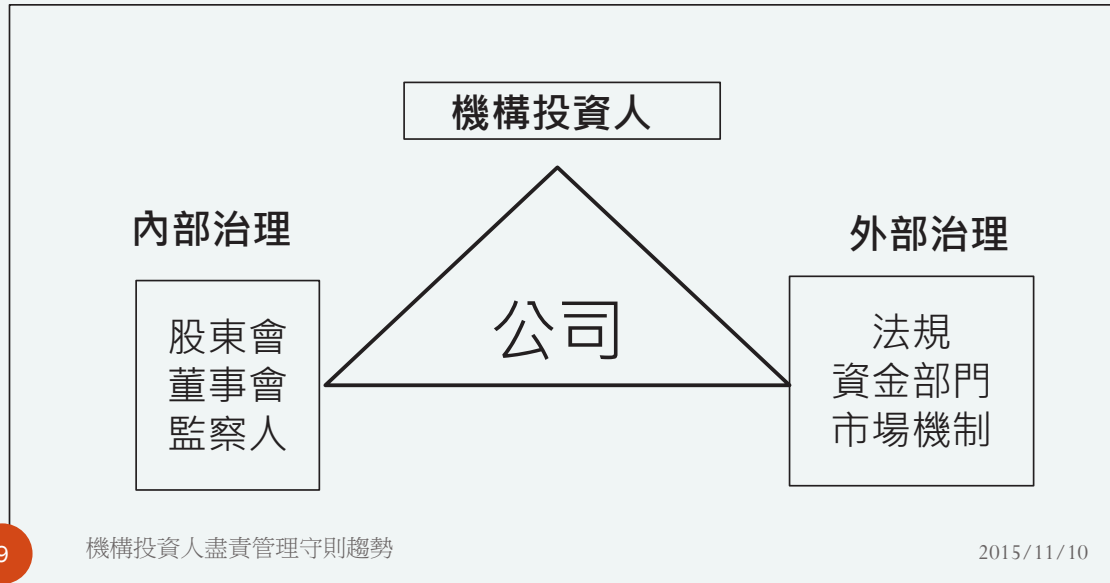 機構投資人
內部治理
外部治理
股東會
董事會
監察人
公司
法規
資金部門
市場機制
9
機構投資人盡責管理守則趨勢
2015/11/10